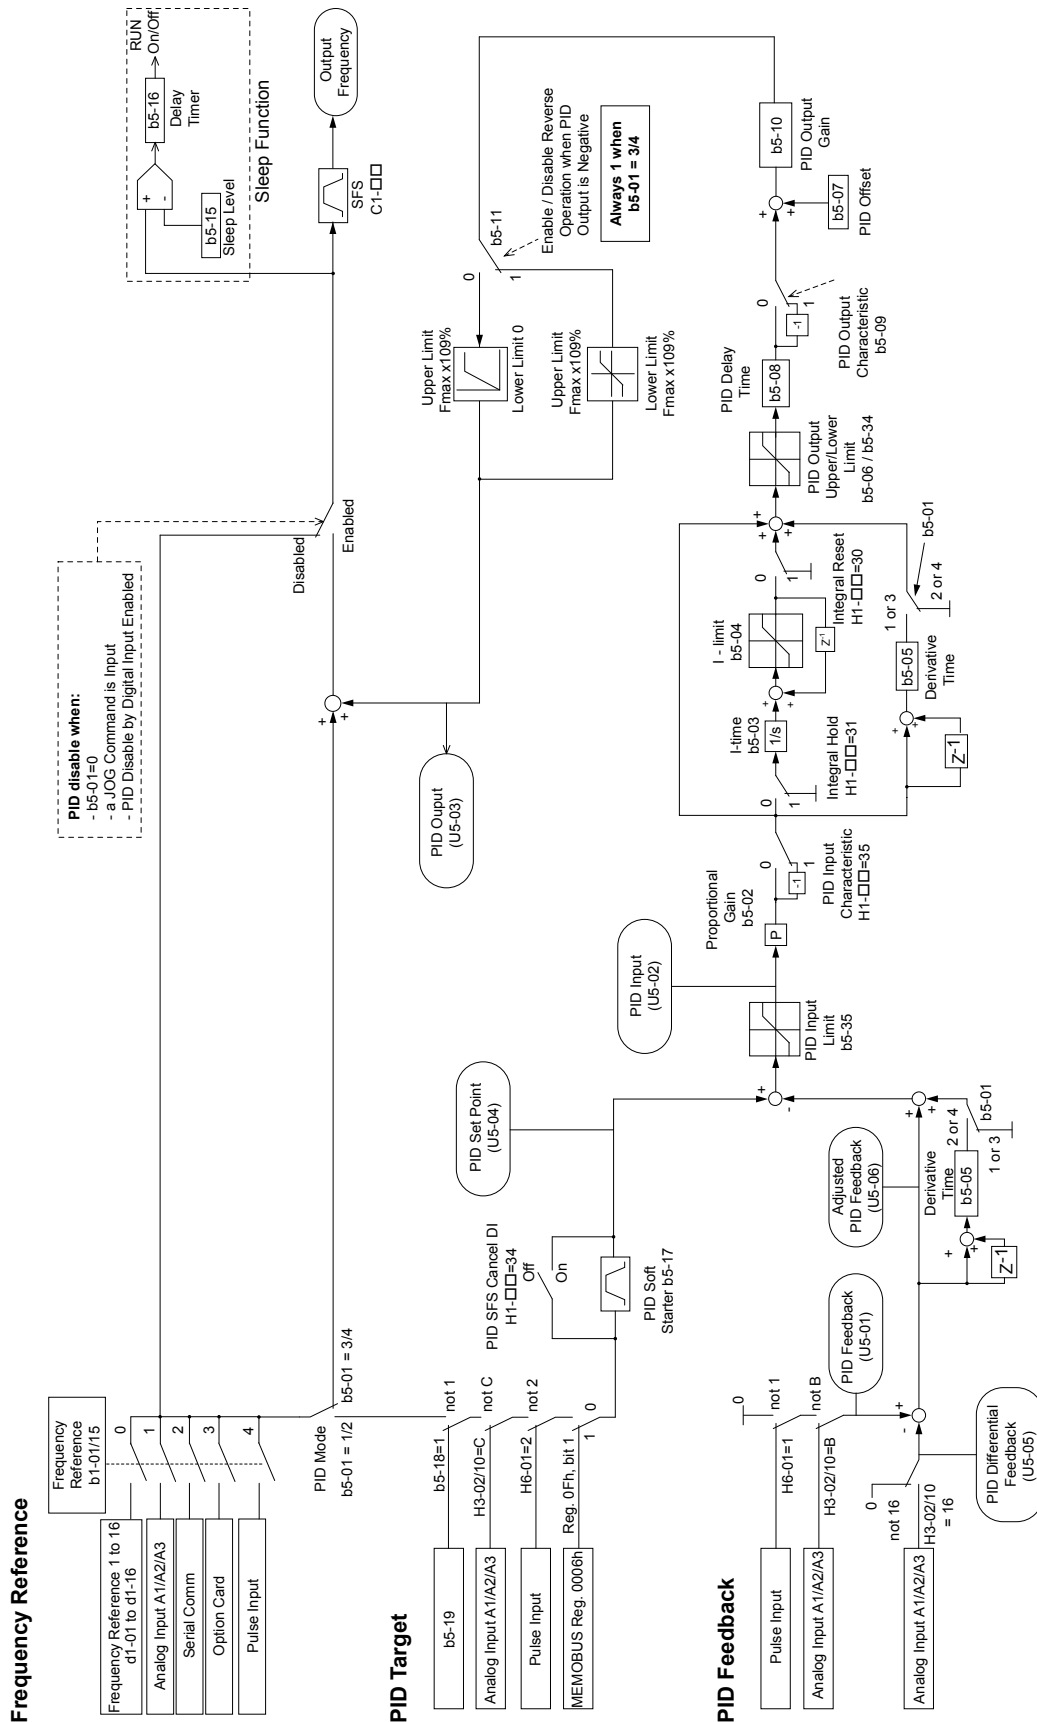 Frequency Reference
Frequency
Reference
b1-01/15
Frequency Reference 1 to 16
d1-01 to d1-16
Analog Input A1/A2/A3
Serial Comm
Option Card
Pulse Input
0
1
2
3
4
PID Mode
b5-01 = 1/2
b5-01 = 3/4
PID disable when:
- b5-01=0
- a JOG Command is Input
- PID Disable by Digital Input Enabled
Disabled
Enabled
+
+
RUN
On/Off
b5-16
Delay
Timer
+
-
b5-15
Sleep Level
Sleep Function
SFS
C1-□□
Output
Frequency
PID Ouput
(U5-03)
Upper Limit
Fmax x109%
Lower Limit 0
Upper Limit
Fmax x109%
Lower Limit
Fmax x109%
0
1
b5-11
Enable / Disable Reverse
Operation when PID
Output is Negative
Always 1 when
b5-01 = 3/4
PID Target
b5-19
Analog Input A1/A2/A3
Pulse Input
MEMOBUS Reg. 0006h
b5-18=1
not 1
H3-02/10=C
not C
H6-01=2
not 2
Reg. 0Fh, bit 1
1
0
PID SFS Cancel DI
H1-□□=34
Off
On
PID Soft
Starter b5-17
PID Set Point
(U5-04)
PID Input
(U5-02)
+
-
PID Input
Limit
b5-35
Proportional
Gain
b5-02
P
0
-1
1
PID Input
Characteristic
H1-□□=35
0
1
Integral Hold
H1-□□=31
I-time
b5-03
1/s
+
+
I - limit
b5-04
Z-1
0
1
Integral Reset
H1-□□=30
+
+
Z-1
b5-05
Derivative
Time
1 or 3
2 or 4
b5-01
+
+
+
PID Output
Upper/Lower
Limit
b5-06 / b5-34
PID Delay
Time
b5-08
0
-1
1
PID Output
Characteristic
b5-09
+
+
b5-07
PID Offset
b5-10
PID Output
Gain
PID Feedback
Pulse Input
Analog Input A1/A2/A3
Analog Input A1/A2/A3
0
H6-01=1
not 1
H3-02/10=B
not B
PID Feedback
(U5-01)
0
not 16
H3-02/10
= 16
-
+
PID Differential
Feedback
(U5-05)
Adjusted
PID Feedback
(U5-06)
Derivative
Time
b5-05
+
+
Z-1
2 or 4
1 or 3
b5-01
+
+